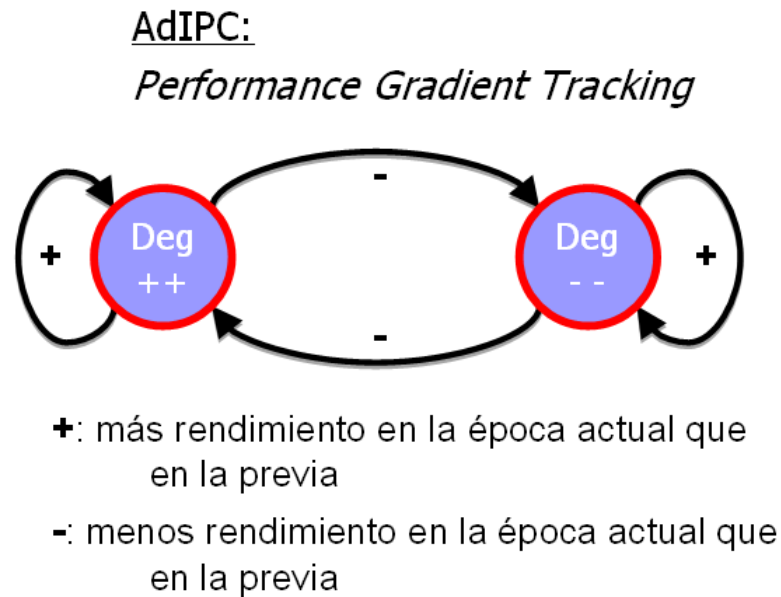 AdIPC:
Performance Gradient Tracking
-
+
Deg
++
Deg
- -
+
-
+: más rendimiento en la época actual que
en la previa
-: menos rendimiento en la época actual que
en la previa